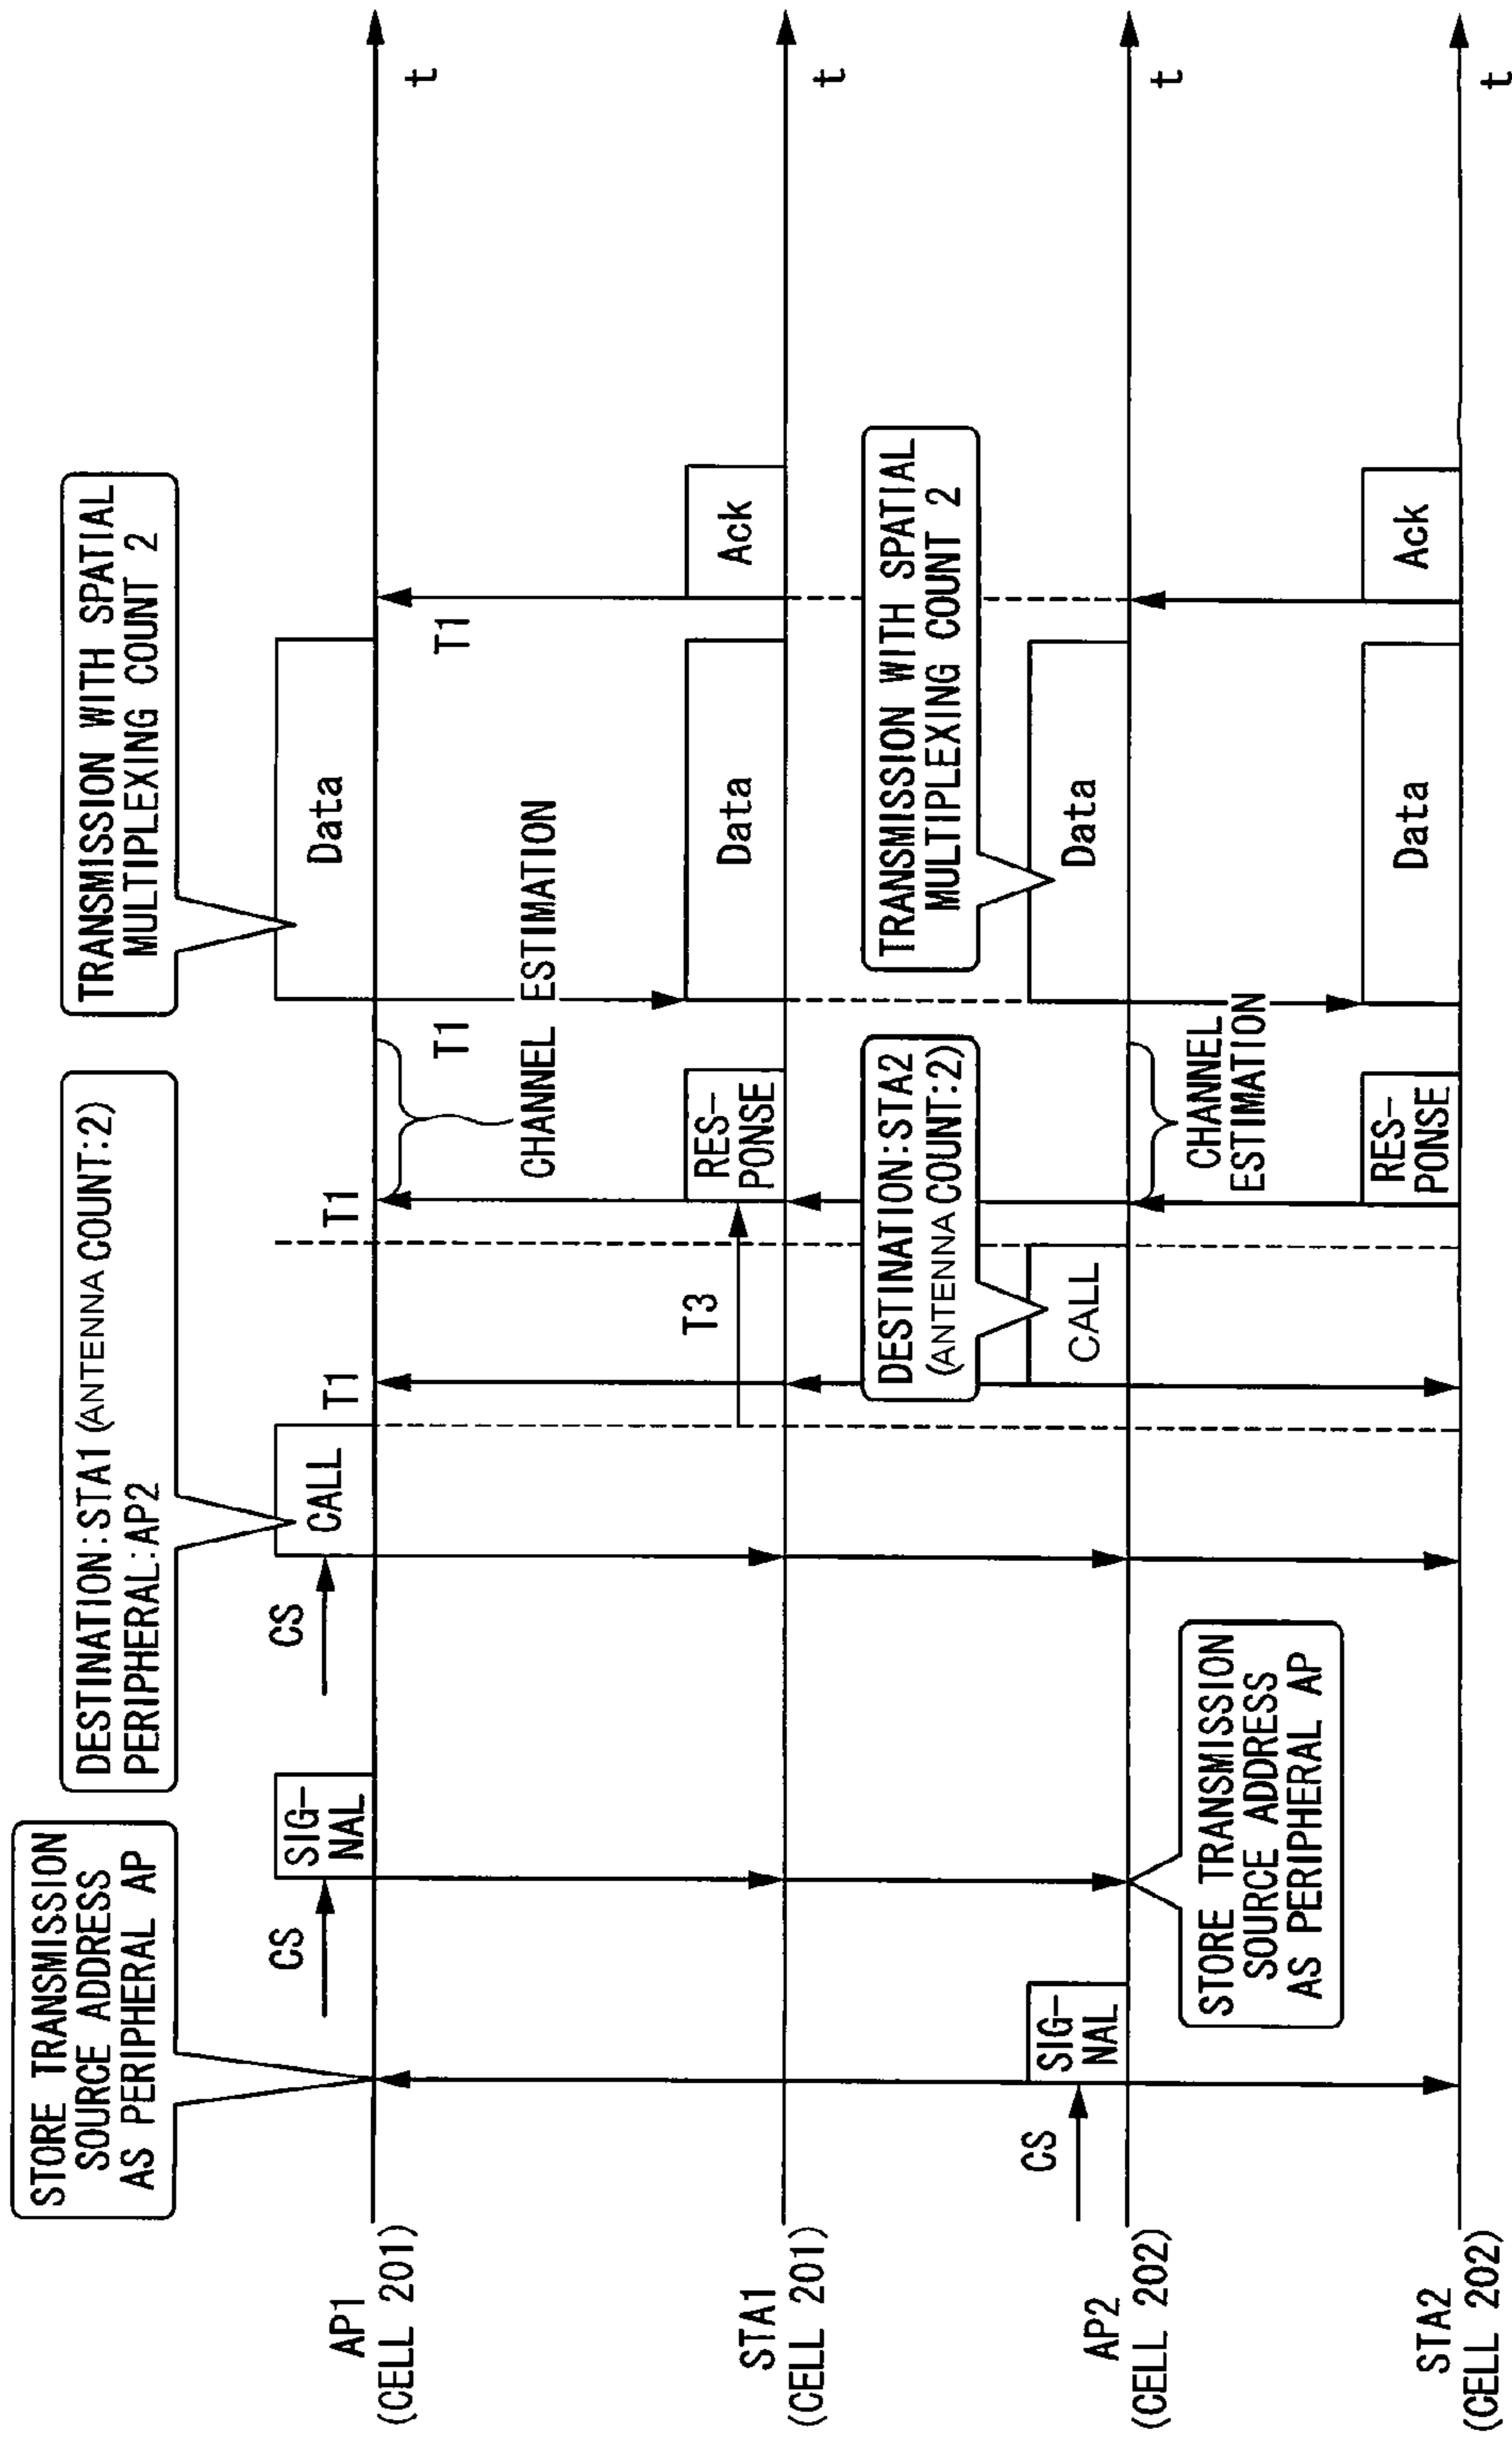 STORE TRANSMISSION
SOURCE ADDRESS
AS PERIPHERAL AP
DESTINATION:STA1 (ANTENNA COUNT:2)
PERIPHERAL:AP2
TRANSMISSION WITH SPATIAL
MULTIPLEXING COUNT 2
CS
SIG-
NAL
CS
CALL
T1
T1
Data
AP1
(CELL 201)
t
T1
T1
CHANNEL ESTIMATION
T3
RES-
PONSE
Data
Ack
STA1
(CELL 201)
t
DESTINATION:STA2
(ANTENNA COUNT:2)
TRANSMISSION WITH SPATIAL
MULTIPLEXING COUNT 2
CS
SIG-
NAL
CALL
Data
AP2
(CELL 202)
t
STORE TRANSMISSION
SOURCE ADDRESS
AS PERIPHERAL AP
CHANNEL
ESTIMATION
RES-
PONSE
Data
Ack
STA2
(CELL 202)
t